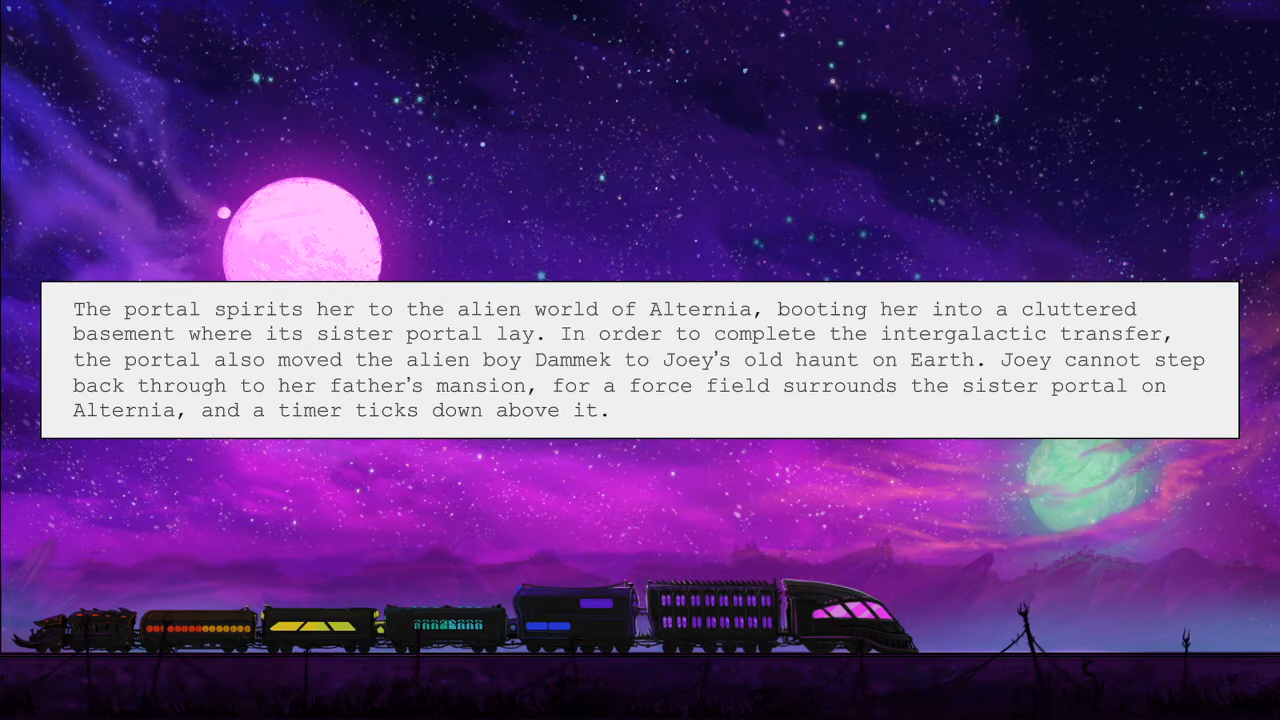 The portal spirits her to the alien world of Alternia, booting her into a cluttered
basement where its sister portal lay. In order to complete the intergalactic transfer,
the portal also moved the alien boy Dammek to Joey’s old haunt on Earth. Joey cannot step
back through to her father’s mansion, for a force field surrounds the sister portal on
Alternia, and a timer ticks down above it.